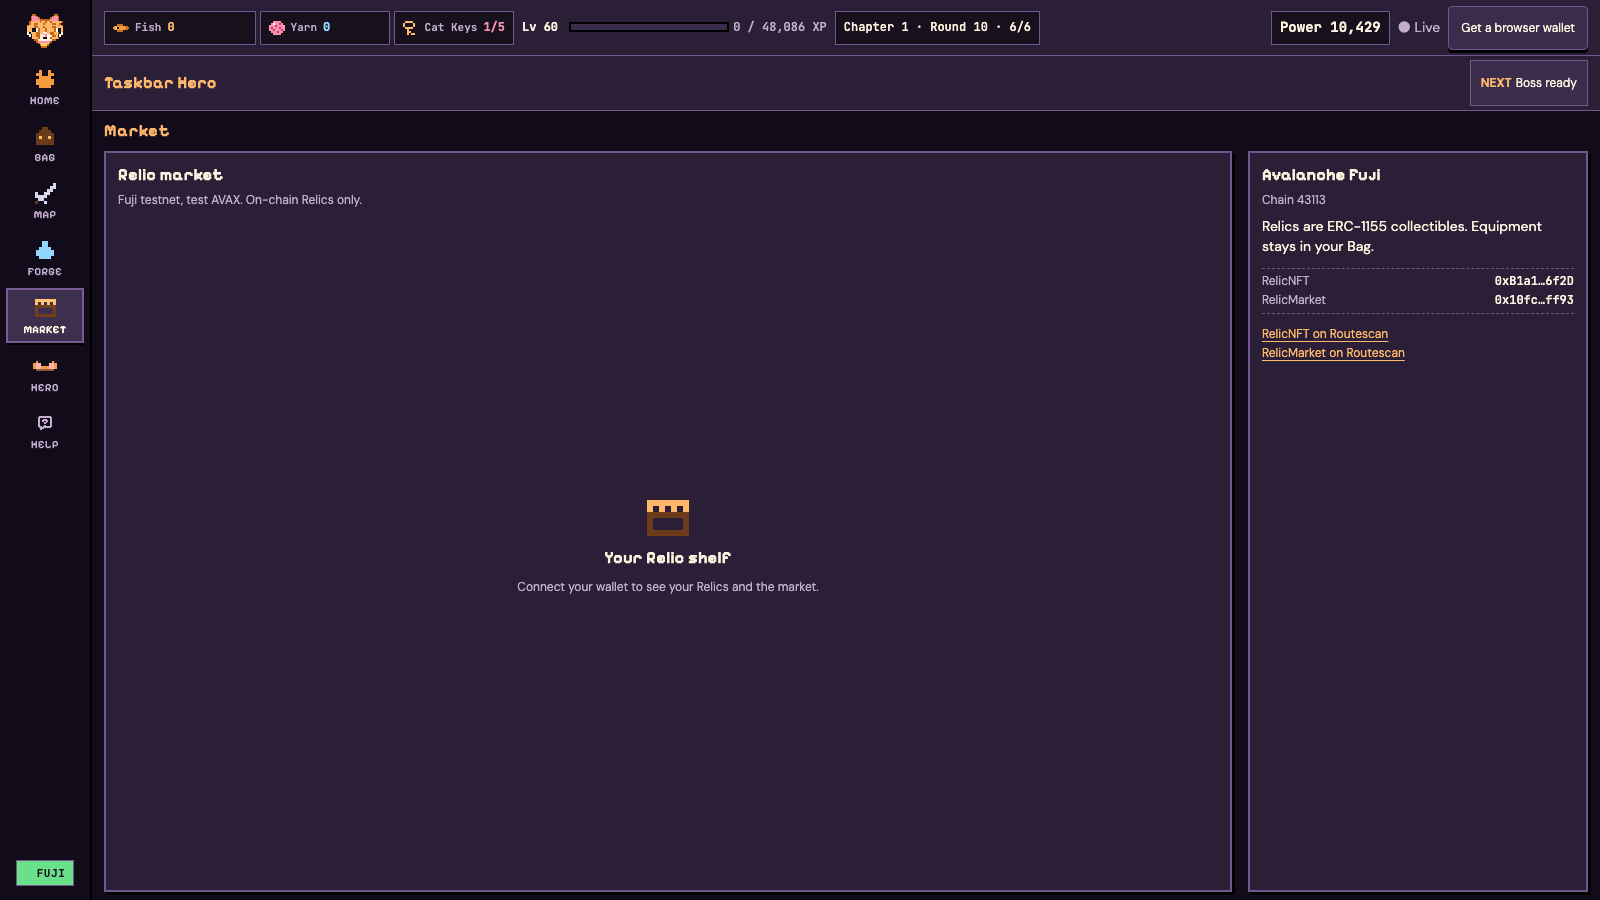 Fish 0
Yarn 0
Cat Keys 1/5
Lv 60
0 / 48,086 XP
Chapter 1 · Round 10 · 6/6
Power 10,429
Live
Get a browser wallet
HOME
BAG
MAP
FORGE
MARKET
HERO
HELP
FUJI
Taskbar Hero
NEXT Boss ready
Market
Relic market
Fuji testnet, test AVAX. On-chain Relics only.
Your Relic shelf
Connect your wallet to see your Relics and the market.
Avalanche Fuji
Chain 43113
Relics are ERC-1155 collectibles. Equipment
stays in your Bag.
RelicNFT 0xB1a1…6f2D
RelicMarket 0x10fc…ff93
RelicNFT on Routescan
RelicMarket on Routescan